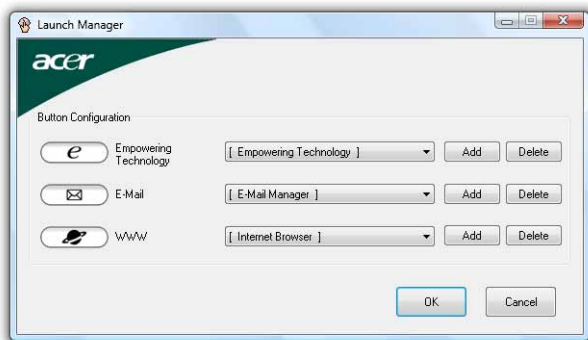 Launch Manager
acer
Button Configuration
e
Empowering
Technology
[ Empowering Technology ]
Add
Delete
E-Mail
[ E-Mail Manager ]
Add
Delete
WWW
[ Internet Browser ]
Add
Delete
OK
Cancel